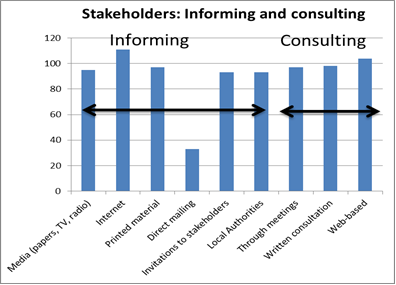 Stakeholders: Informing and consulting
Informing
Consulting
120
100
80
60
40
20
0
Media (papers, TV, radio)
Internet
Printed material
Direct mailing
Invitations to stakeholders
Local Authorities
Through meetings
Written consultation
Web-based